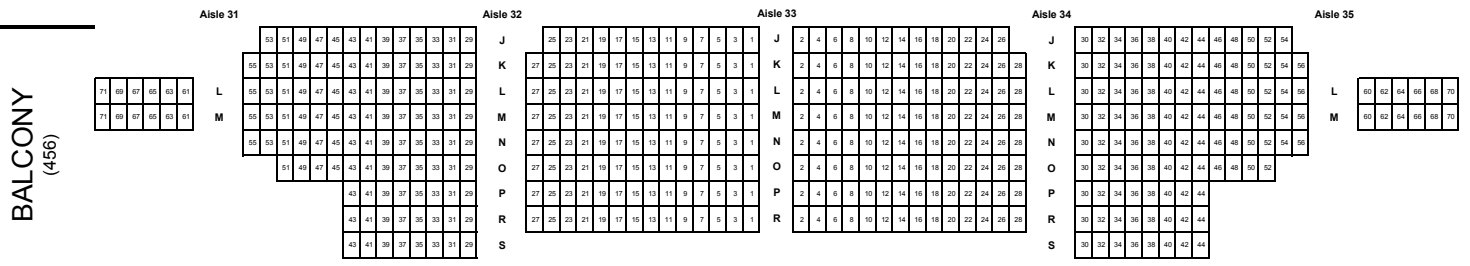 Aisle 31 Aisle 32 Aisle 33 Aisle 34 Aisle 35
53 51 49 47 45 43 41 39 37 35 33 31 29 J 25 23 21 19 17 15 13 11 9 7 5 3 1 J 2 4 6 8 10 12 14 16 18 20 22 24 26 J 30 32 34 36 38 40 42 44 46 48 50 52 54
55 53 51 49 47 45 43 41 39 37 35 33 31 29 K 27 25 23 21 19 17 15 13 11 9 7 5 3 1 K 2 4 6 8 10 12 14 16 18 20 22 24 26 28 K 30 32 34 36 38 40 42 44 46 48 50 52 54 56
71 69 67 65 63 61 L 55 53 51 49 47 45 43 41 39 37 35 33 31 29 L 27 25 23 21 19 17 15 13 11 9 7 5 3 1 L 2 4 6 8 10 12 14 16 18 20 22 24 26 28 L 30 32 34 36 38 40 42 44 46 48 50 52 54 56 L 60 62 64 66 68 70
71 69 67 65 63 61 M 55 53 51 49 47 45 43 41 39 37 35 33 31 29 M 27 25 23 21 19 17 15 13 11 9 7 5 3 1 M 2 4 6 8 10 12 14 16 18 20 22 24 26 28 M 30 32 34 36 38 40 42 44 46 48 50 52 54 56 M 60 62 64 66 68 70
55 53 51 49 47 45 43 41 39 37 35 33 31 29 N 27 25 23 21 19 17 15 13 11 9 7 5 3 1 N 2 4 6 8 10 12 14 16 18 20 22 24 26 28 N 30 32 34 36 38 40 42 44 46 48 50 52 54 56
51 49 47 45 43 41 39 37 35 33 31 29 O 27 25 23 21 19 17 15 13 11 9 7 5 3 1 O 2 4 6 8 10 12 14 16 18 20 22 24 26 28 O 30 32 34 36 38 40 42 44 46 48 50 52
43 41 39 37 35 33 31 29 P 27 25 23 21 19 17 15 13 11 9 7 5 3 1 P 2 4 6 8 10 12 14 16 18 20 22 24 26 28 P 30 32 34 36 38 40 42 44
43 41 39 37 35 33 31 29 R 27 25 23 21 19 17 15 13 11 9 7 5 3 1 R 2 4 6 8 10 12 14 16 18 20 22 24 26 28 R 30 32 34 36 38 40 42 44
43 41 39 37 35 33 31 29 S S 30 32 34 36 38 40 42 44
BALCONY
(456)